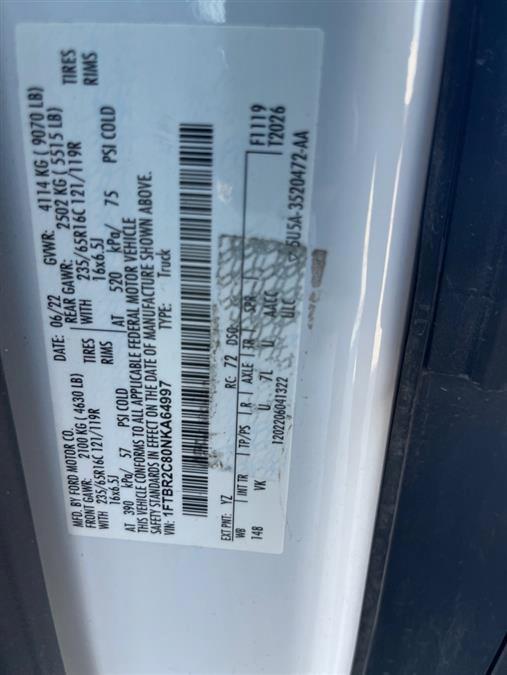 MFD. BY FORD MOTOR CO.
DATE: 06/22 GVWR: 4114 KG ( 9070 LB)
FRONT GAWR: 2100 KG ( 4630 LB) REAR GAWR: 2502 KG ( 5515 LB)
WITH 235/65R16C 121/119R TIRES WITH 235/65R16C 121/119R TIRES
16x6.5J RIMS 16x6.5J RIMS
AT 390 kPa/ 57 PSI COLD AT 520 kPa/ 75 PSI COLD
THIS VEHICLE CONFORMS TO ALL APPLICABLE FEDERAL MOTOR VEHICLE
SAFETY STANDARDS IN EFFECT ON THE DATE OF MANUFACTURE SHOWN ABOVE.
VIN: 1FTBR2C80NKA64997 TYPE: Truck
EXT PNT: YZ RC: 72 DSO: F1119
WB INT TR TP/PS R AXLE TR SPR T2026
148 VK U 7L U AACC
1202206041322 ULC 5U5A-3520472-AA